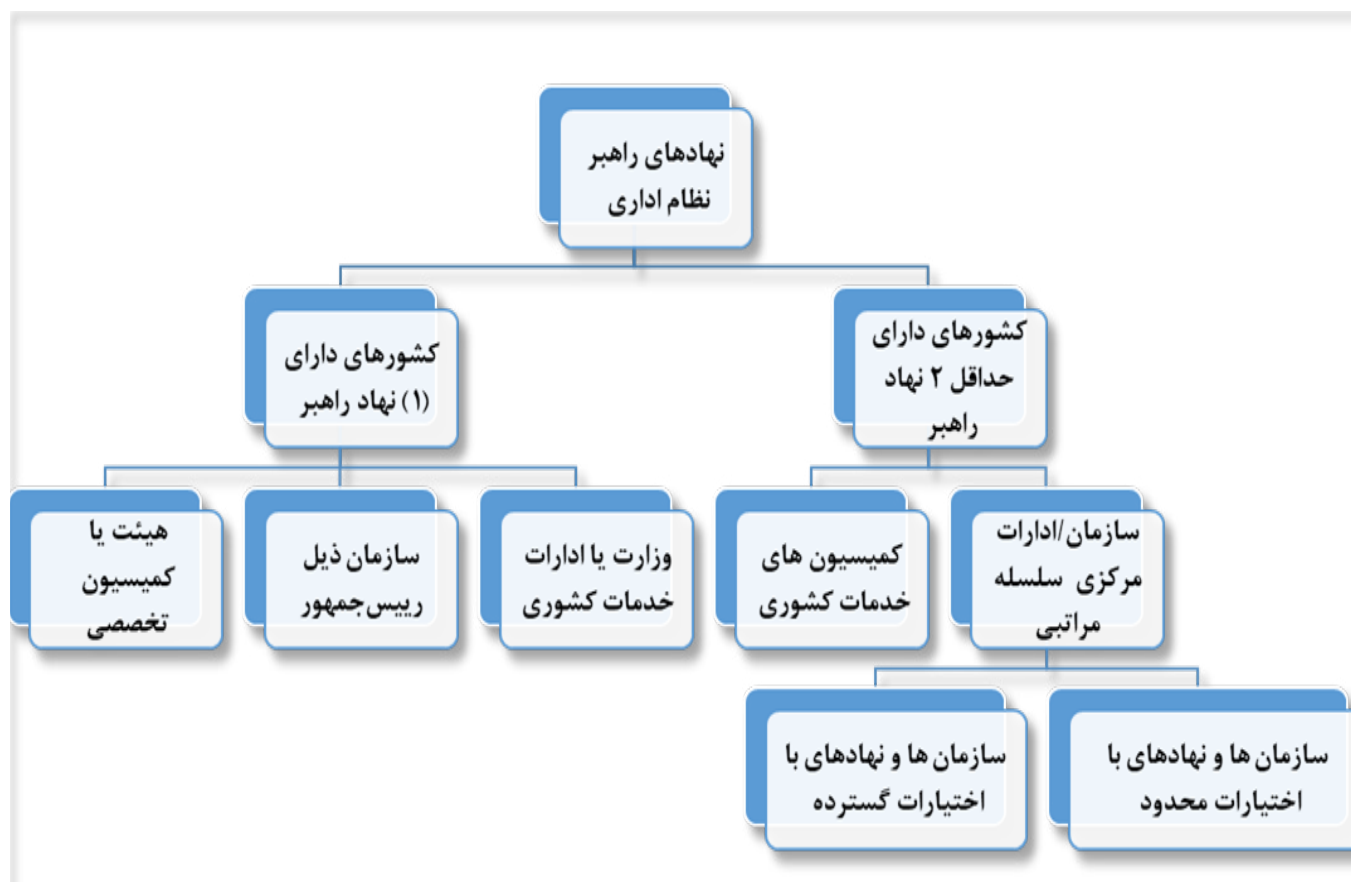 نهادهای راهبر
نظام اداری
کشورهای دارای
حداقل ۲ نهاد
راهبر
کشورهای دارای
(۱) نهاد راهبر
سازمان/ادارات
مرکزی سلسله
مراتبی
کمیسیون های
خدمات کشوری
وزارت یا ادارات
خدمات کشوری
سازمان ذیل
رییس‌جمهور
هیئت یا
کمیسیون
تخصصی
سازمان ها و نهادهای با
اختیارات محدود
سازمان ها و نهادهای با
اختیارات گسترده